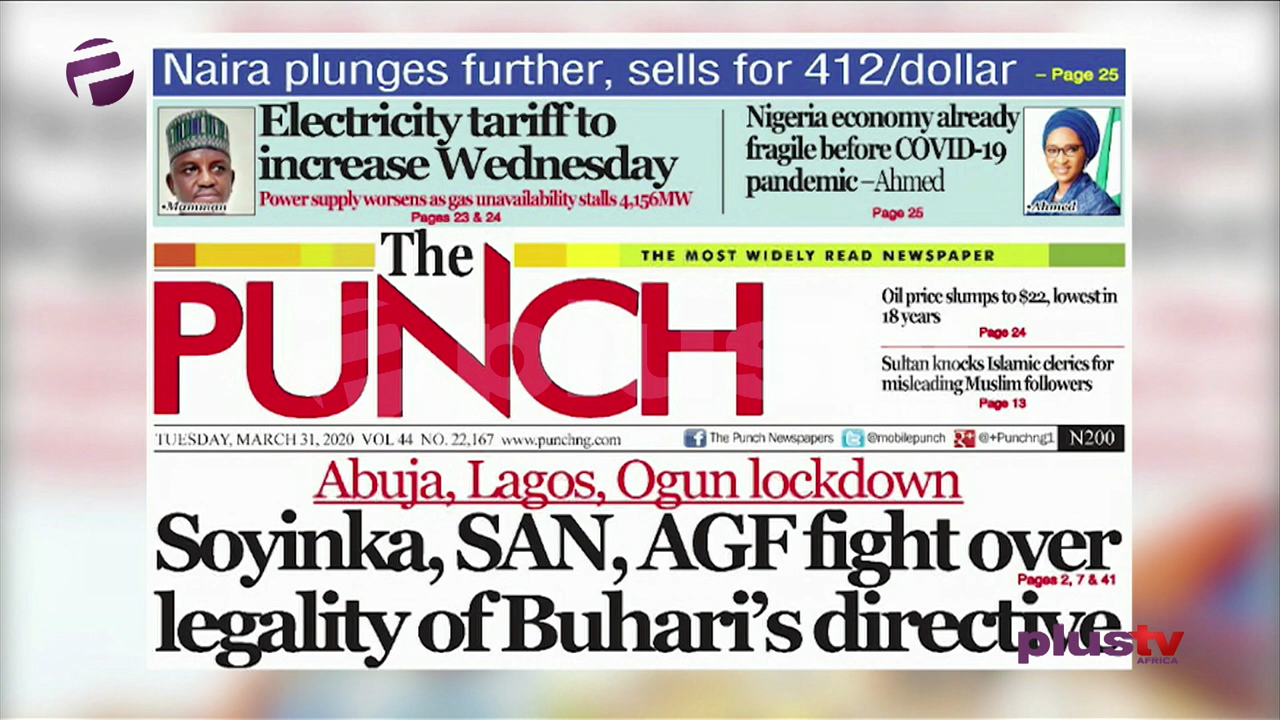 Naira plunges further, sells for 412/dollar – Page 25
Electricity tariff to
increase Wednesday
Power supply worsens as gas unavailability stalls 4,156MW
Pages 23 & 24
•Mamman
Nigeria economy already
fragile before COVID-19
pandemic –Ahmed
Page 25
•Ahmed
The
PUNCH
THE MOST WIDELY READ NEWSPAPER
Oil price slumps to $22, lowest in
18 years
Page 24
Sultan knocks Islamic clerics for
misleading Muslim followers
Page 13
TUESDAY, MARCH 31, 2020 VOL 44 NO. 22,167 www.punchng.com The Punch Newspapers @mobilepunch @+Punchng1 N200
Abuja, Lagos, Ogun lockdown
Soyinka, SAN, AGF fight over
Pages 2, 7 & 41
legality of Buhari's directive
plus
plustv
AFRICA